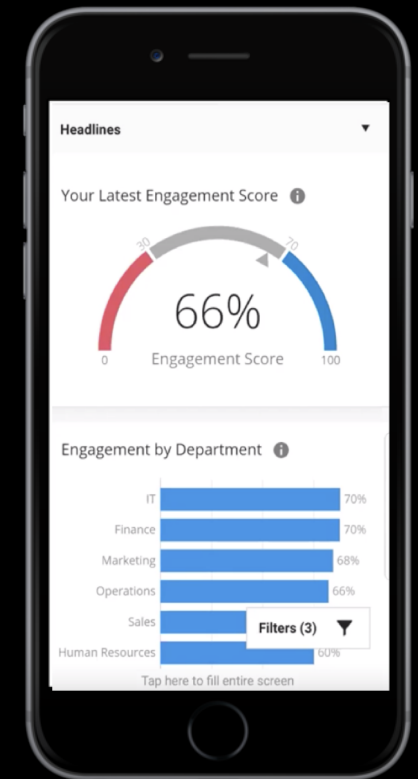 Headlines
Your Latest Engagement Score
30
70
66%
0
Engagement Score
100
Engagement by Department
IT 70%
Finance 70%
Marketing 68%
Operations 66%
Sales
Filters (3)
Human Resources 60%
Tap here to fill entire screen